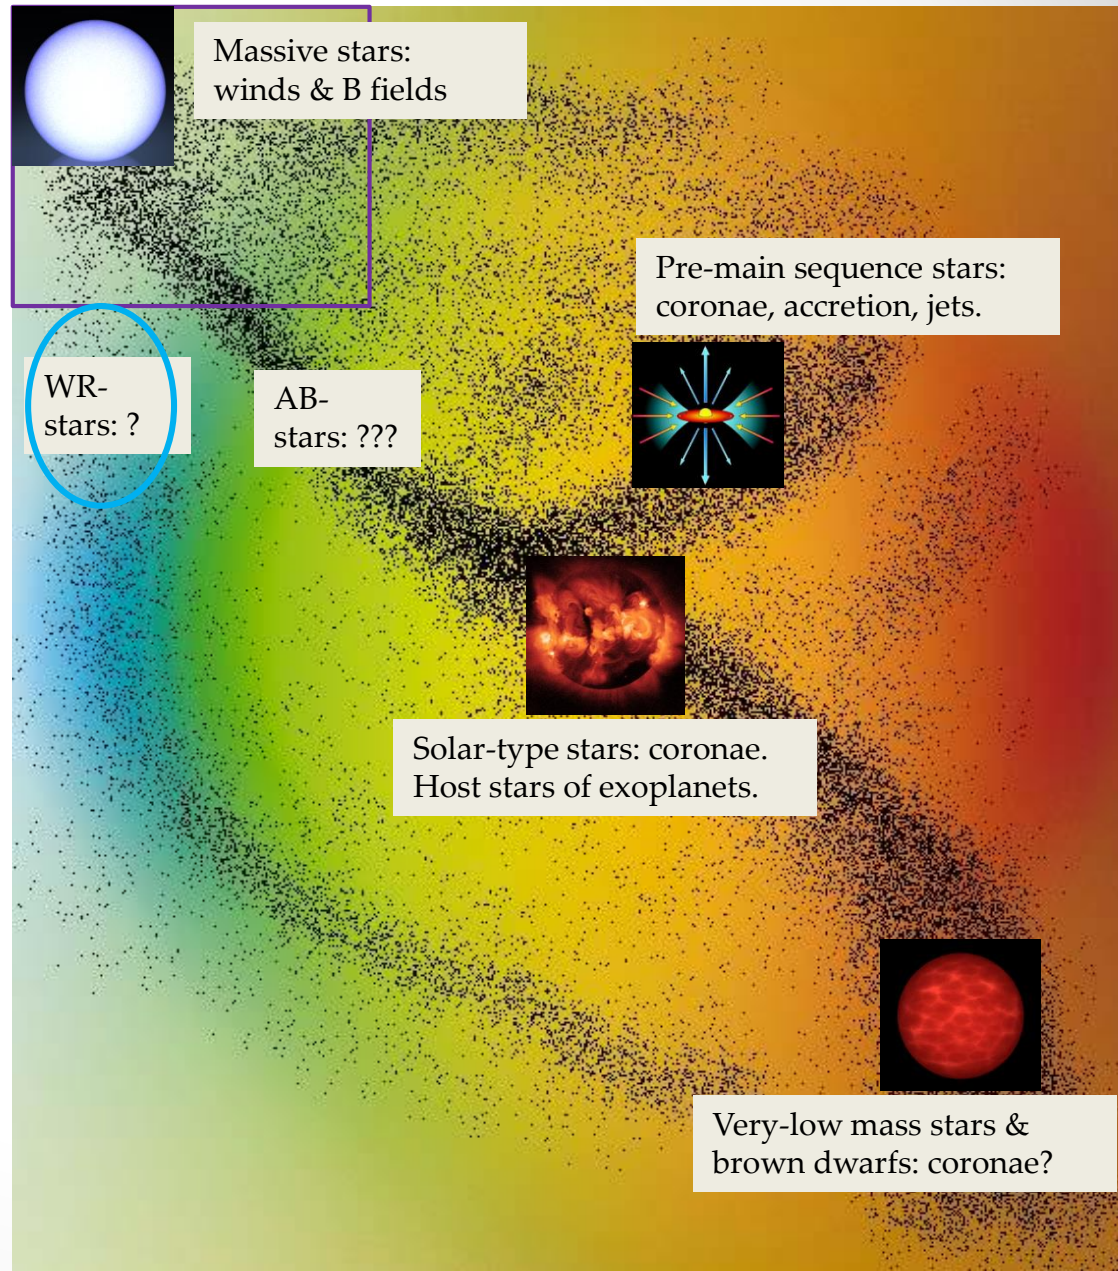 Massive stars:
winds & B fields
Pre-main sequence stars:
coronae, accretion, jets.
WR-
stars: ?
AB-
stars: ???
Solar-type stars: coronae.
Host stars of exoplanets.
Very-low mass stars &
brown dwarfs: coronae?